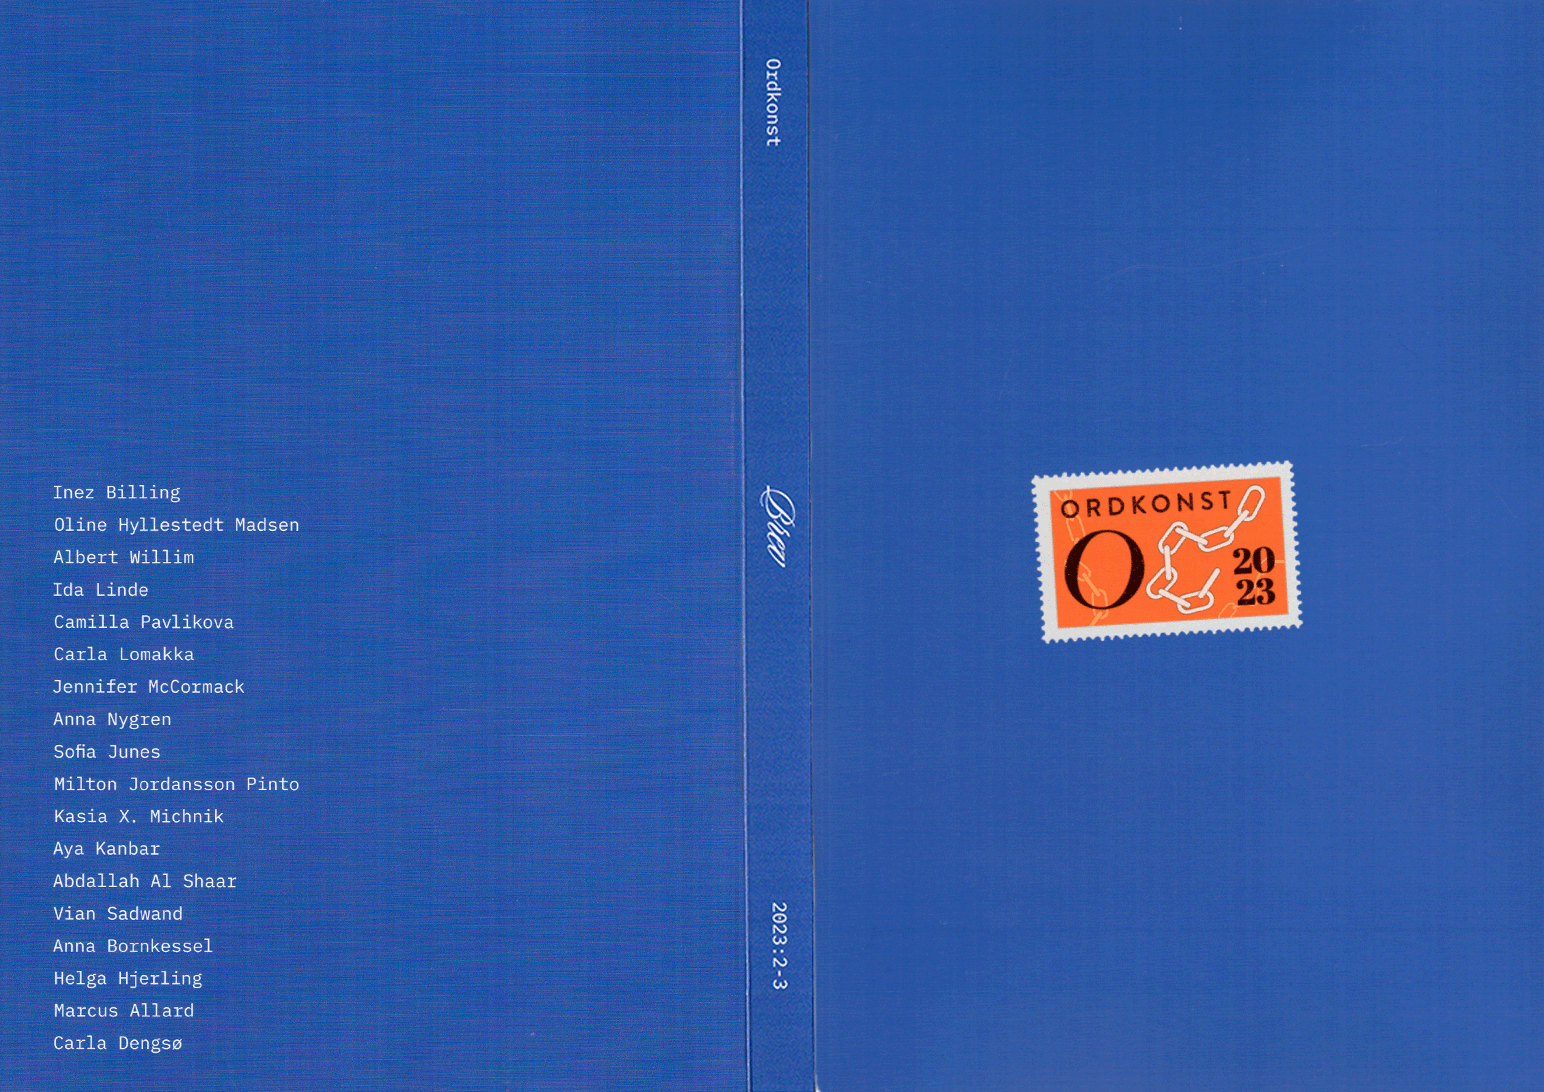 Inez Billing
Oline Hyllestedt Madsen
Albert Willim
Ida Linde
Camilla Pavlikova
Carla Lomakka
Jennifer McCormack
Anna Nygren
Sofia Junes
Milton Jordansson Pinto
Kasia X. Michnik
Aya Kanbar
Abdallah Al Shaar
Vian Sadwand
Anna Bornkessel
Helga Hjerling
Marcus Allard
Carla Dengsø
Ordkonst
Brev
2023:2-3
ORDKONST
O
20
23